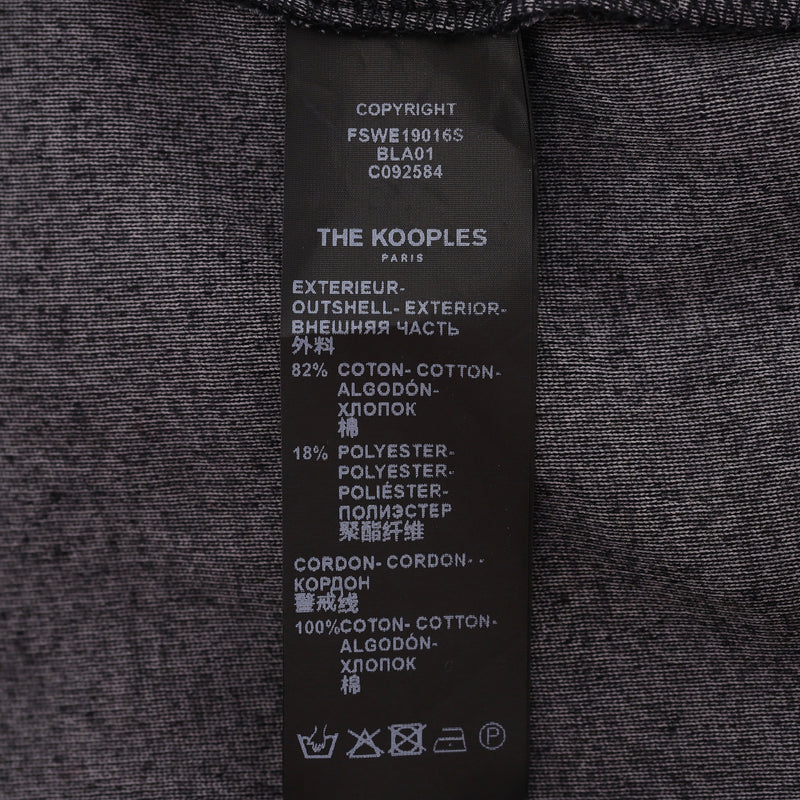 COPYRIGHT
FSWE19016S
BLA01
C092584
THE KOOPLES
PARIS
EXTERIEUR-
OUTSHELL- EXTERIOR-
ВНЕШНЯЯ ЧАСТЬ
外料
82% COTON- COTTON-
ALGODÓN-
ХЛОПОК
棉
18% POLYESTER-
POLYESTER-
POLIÉSTER-
ПОЛИЭСТЕР
聚酯纤维
CORDON- CORDON- -
КОРДОН
警戒线
100%COTON- COTTON-
ALGODÓN-
ХЛОПОК
棉
P